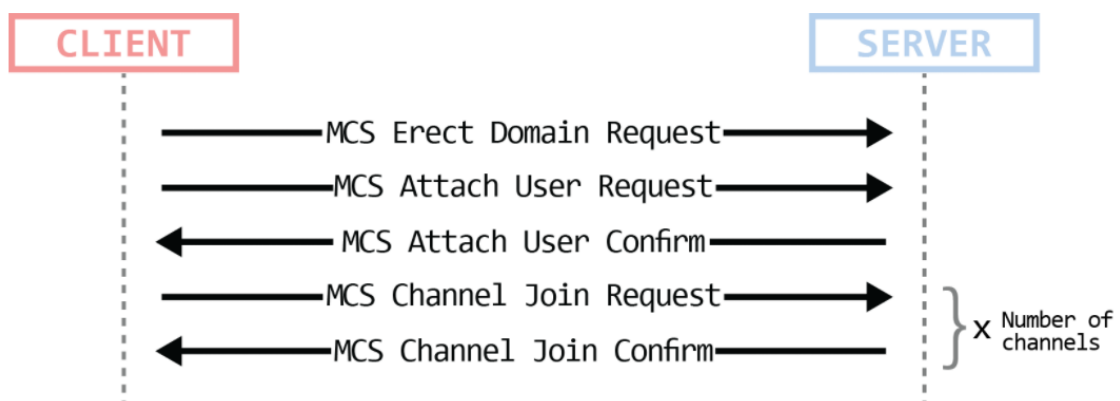 CLIENT
SERVER
MCS Erect Domain Request
MCS Attach User Request
MCS Attach User Confirm
MCS Channel Join Request
MCS Channel Join Confirm
x Number of
channels